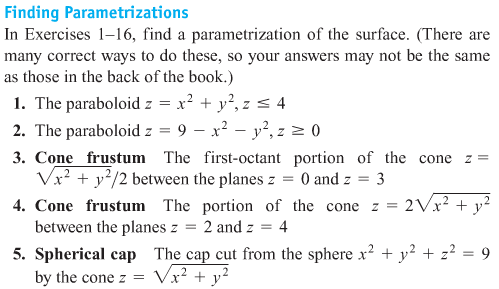 Finding Parametrizations
In Exercises 1–16, find a parametrization of the surface. (There are
many correct ways to do these, so your answers may not be the same
as those in the back of the book.)
1. The paraboloid z = x² + y², z ≤ 4
2. The paraboloid z = 9 − x² − y², z ≥ 0
3. Cone frustum The first-octant portion of the cone z =
√(x² + y²)/2 between the planes z = 0 and z = 3
4. Cone frustum The portion of the cone z = 2√(x² + y²)
between the planes z = 2 and z = 4
5. Spherical cap The cap cut from the sphere x² + y² + z² = 9
by the cone z = √(x² + y²)